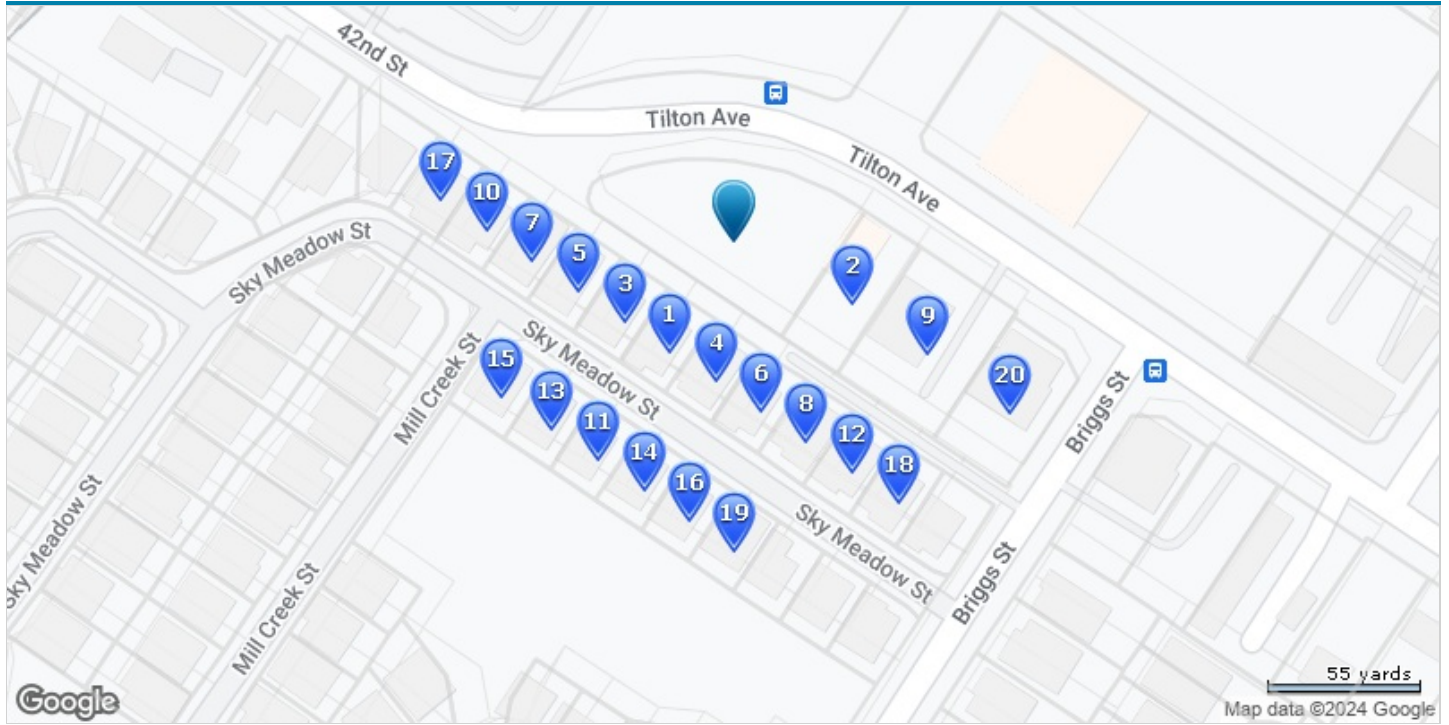 42nd St
Tilton Ave
Tilton Ave
17
10
7
5
3
1
4
6
8
12
18
2
9
20
Sky Meadow St
15
13
11
14
16
19
Sky Meadow St
Mill Creek St
Briggs St
Sky Meadow St
Sky Meadow St
Briggs St
Mill Creek St
55 yards
Google
Map data ©2024 Google